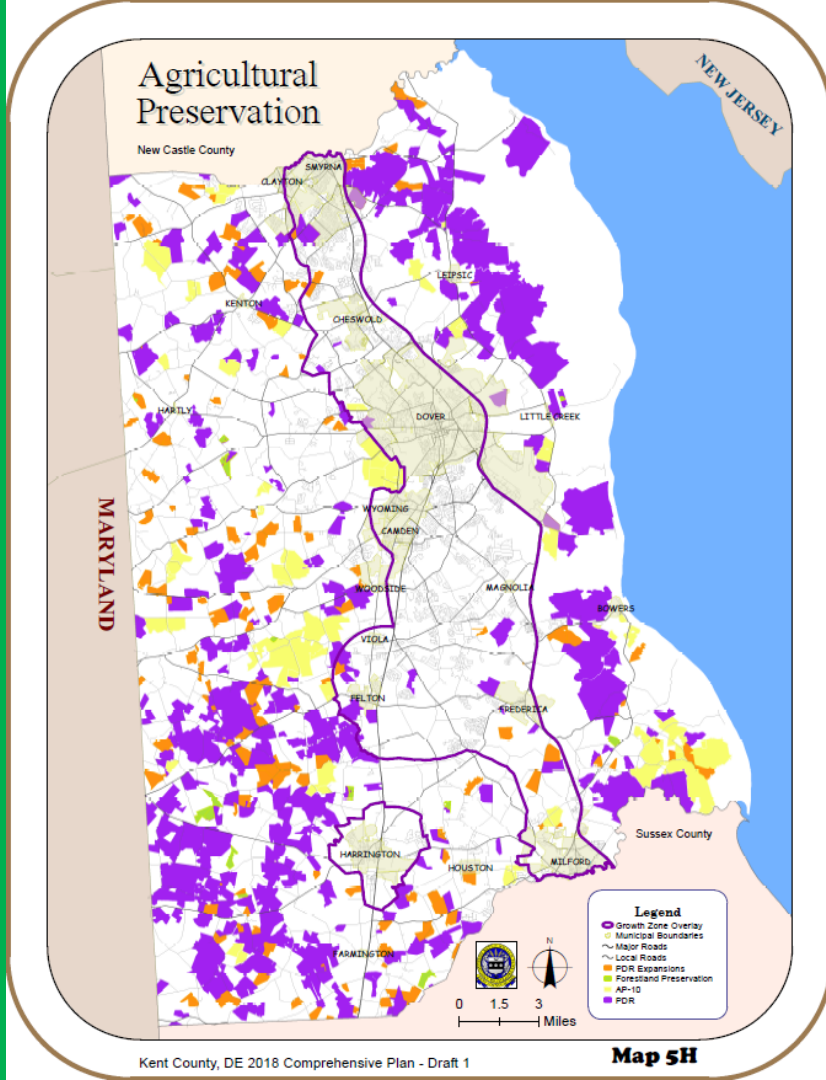 Agricultural
Preservation
New Castle County
NEW JERSEY
SMYRNA
CLAYTON
LEIPSIC
KENTON
CHESWOLD
HARTLY
DOVER
LITTLE CREEK
MARYLAND
WYOMING
CAMDEN
WOODSIDE
MAGNOLIA
BOWERS
VIOLA
FELTON
FREDERICA
Sussex County
HARRINGTON
HOUSTON
MILFORD
FARMINGTON
Legend
Growth Zone Overlay
Municipal Boundaries
Major Roads
Local Roads
PDR Expansions
Forestland Preservation
AP-10
PDR
N
0 1.5 3
Miles
Kent County, DE 2018 Comprehensive Plan - Draft 1
Map 5H